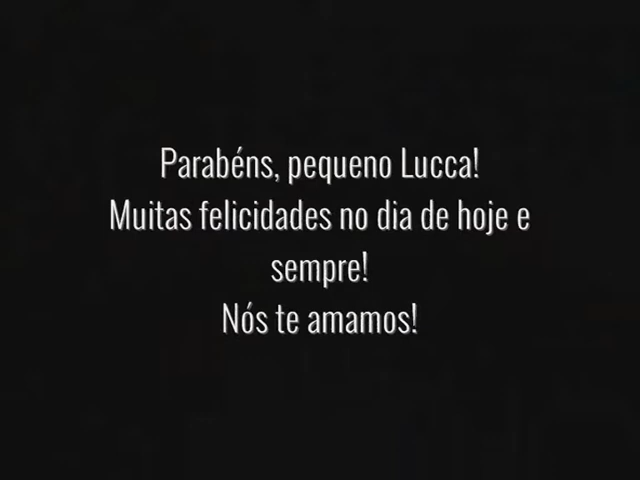 Parabéns, pequeno Lucca!
Muitas felicidades no dia de hoje e
sempre!
Nós te amamos!